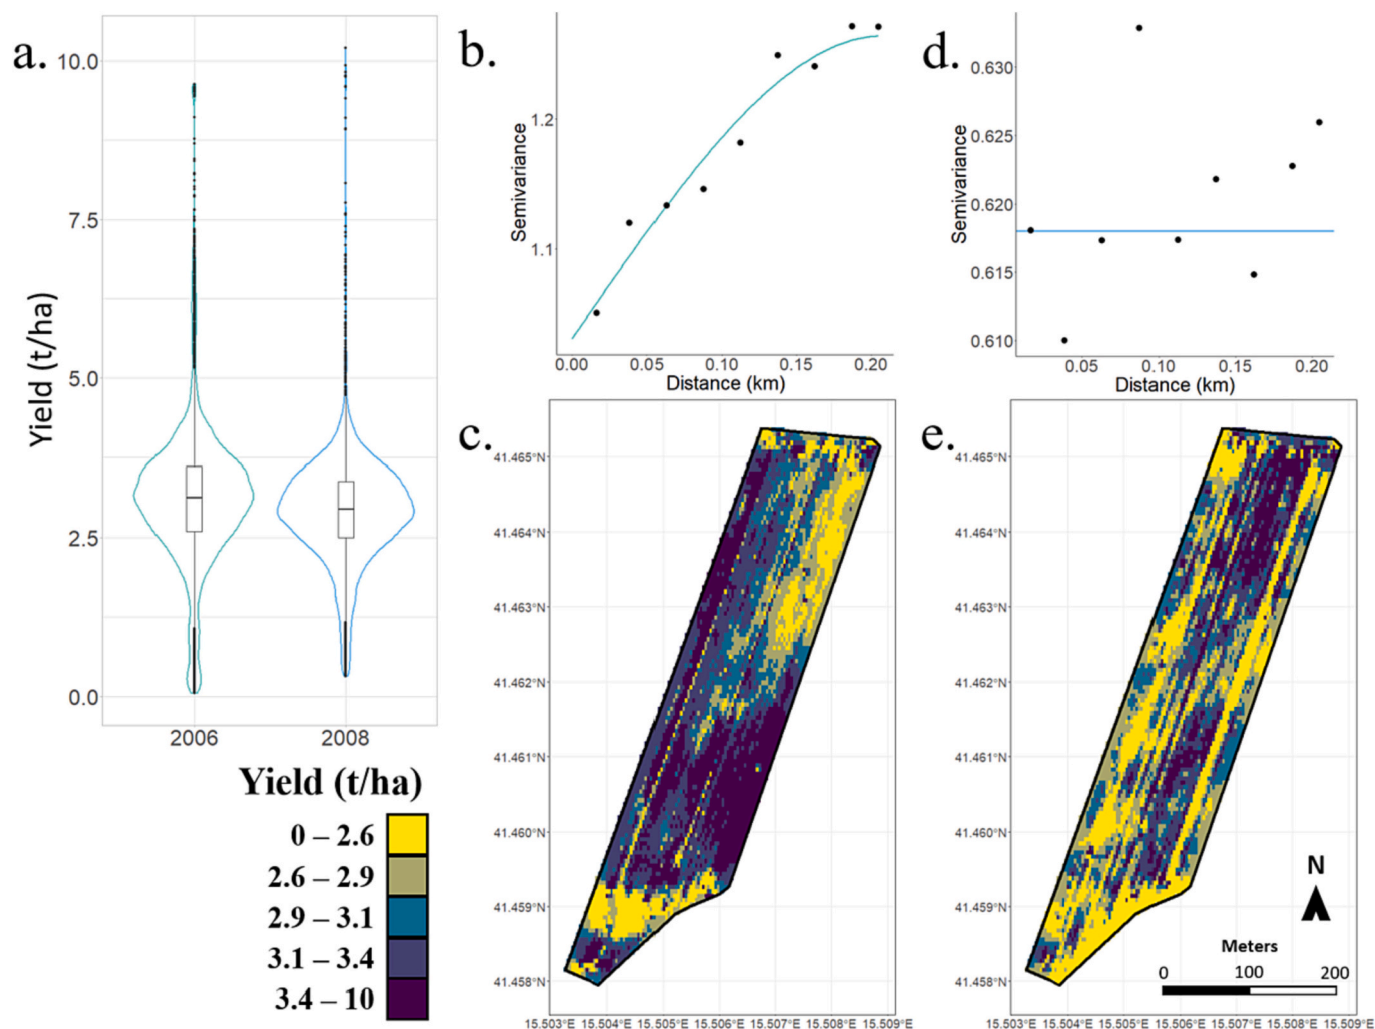 a.
10.0
7.5
5.0
2.5
0.0
Yield (t/ha)
2006
2008
b.
1.2
1.1
Semivariance
0.00
0.05
0.10
0.15
0.20
Distance (km)
d.
0.630
0.625
0.620
0.615
0.610
Semivariance
0.05
0.10
0.15
0.20
Distance (km)
Yield (t/ha)
0 – 2.6
2.6 – 2.9
2.9 – 3.1
3.1 – 3.4
3.4 – 10
c.
41.465°N
41.464°N
41.463°N
41.462°N
41.461°N
41.460°N
41.459°N
41.458°N
15.503°E 15.504°E 15.505°E 15.506°E 15.507°E 15.508°E 15.509°E
e.
41.465°N
41.464°N
41.463°N
41.462°N
41.461°N
41.460°N
41.459°N
41.458°N
15.503°E 15.504°E 15.505°E 15.506°E 15.507°E 15.508°E 15.509°E
N
Meters
0 100 200